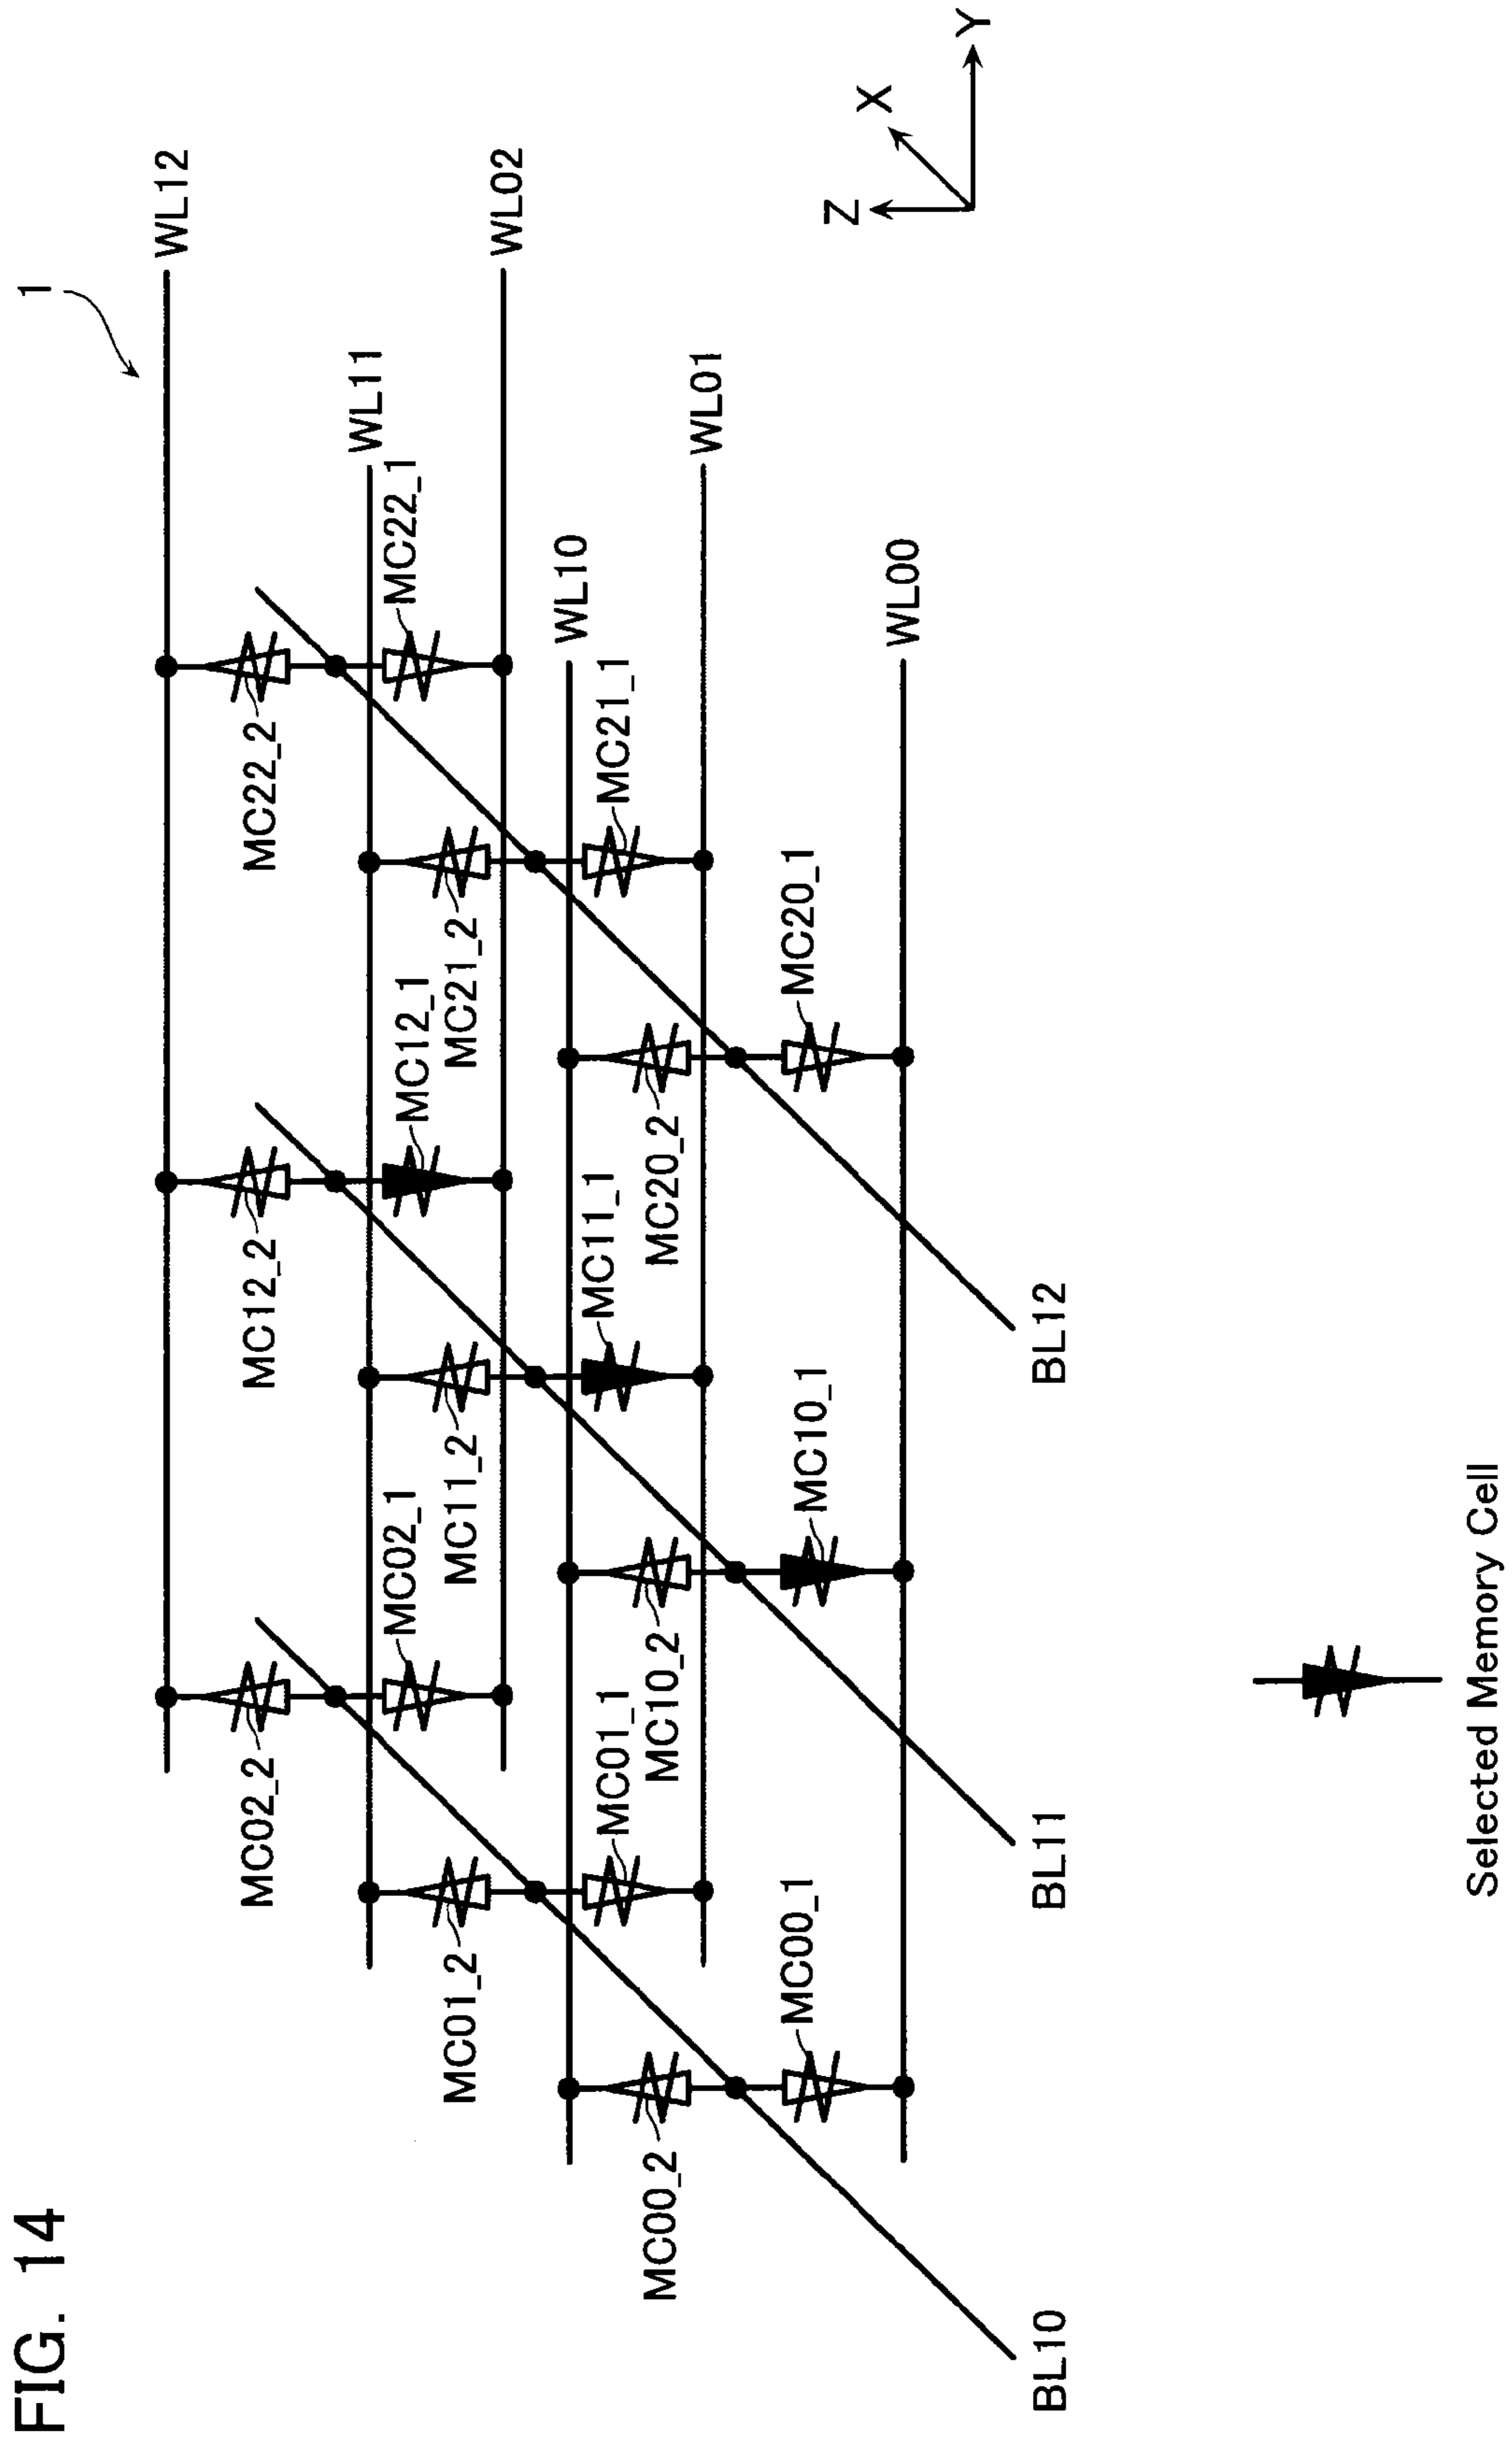 FIG. 14
1
WL12
MC02_2
MC12_2
MC22_2
WL11
MC02_1
MC12_1
MC22_1
MC01_2
MC11_2
MC21_2
WL02
WL10
MC01_1
MC11_1
MC21_1
MC00_2
MC10_2
MC20_2
WL01
MC00_1
MC10_1
MC20_1
WL00
BL10
BL11
BL12
Z
X
Y
Selected Memory Cell